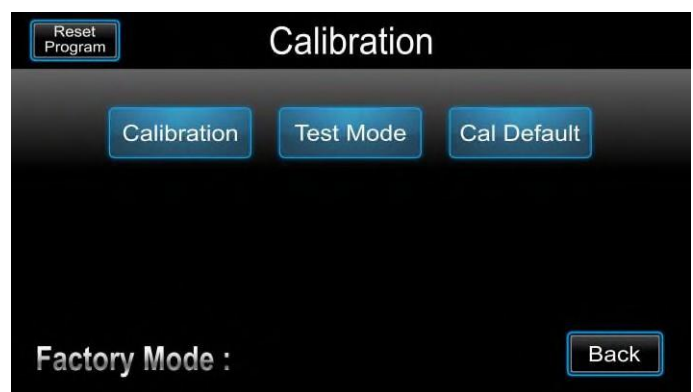 Reset
Program
Calibration
Calibration
Test Mode
Cal Default
Factory Mode :
Back